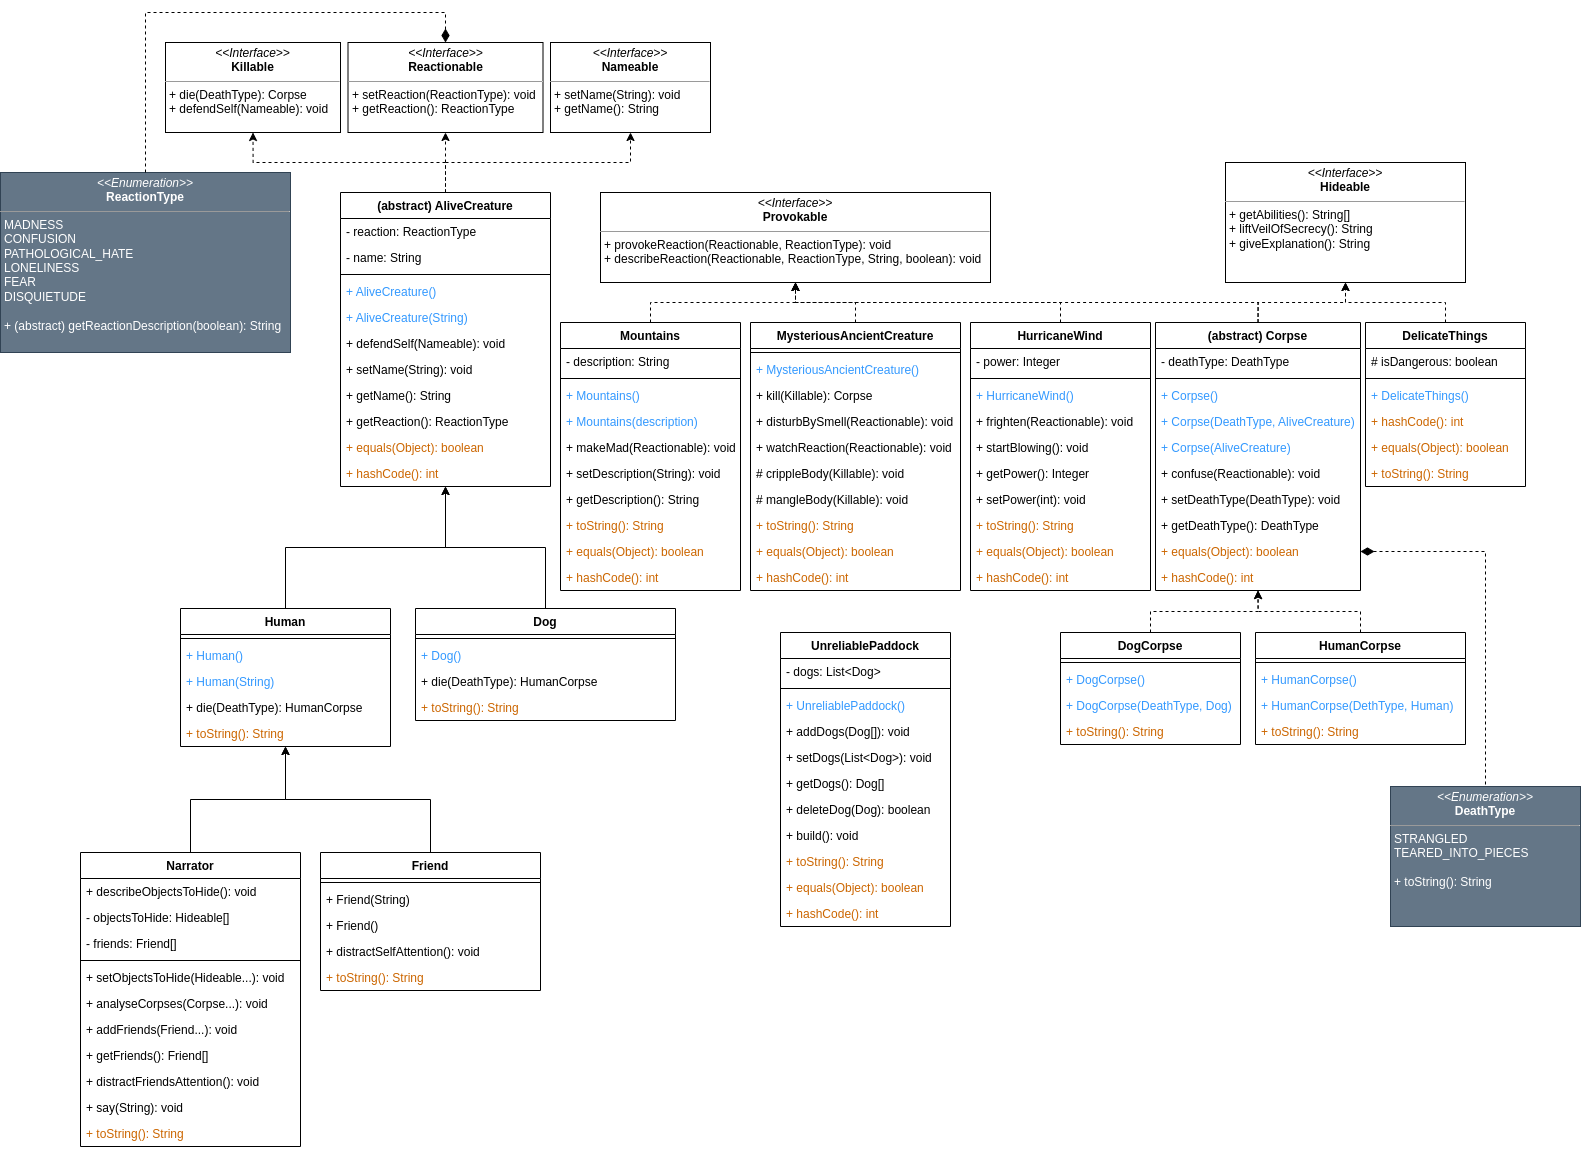 <<Interface>>
Killable
+ die(DeathType): Corpse
+ defendSelf(Nameable): void
<<Interface>>
Reactionable
+ setReaction(ReactionType): void
+ getReaction(): ReactionType
<<Interface>>
Nameable
+ setName(String): void
+ getName(): String
<<Enumeration>>
ReactionType
MADNESS
CONFUSION
PATHOLOGICAL_HATE
LONELINESS
FEAR
DISQUIETUDE
+ (abstract) getReactionDescription(boolean): String
(abstract) AliveCreature
- reaction: ReactionType
- name: String
+ AliveCreature()
+ AliveCreature(String)
+ defendSelf(Nameable): void
+ setName(String): void
+ getName(): String
+ getReaction(): ReactionType
+ equals(Object): boolean
+ hashCode(): int
<<Interface>>
Provokable
+ provokeReaction(Reactionable, ReactionType): void
+ describeReaction(Reactionable, ReactionType, String, boolean): void
<<Interface>>
Hideable
+ getAbilities(): String[]
+ liftVeilOfSecrecy(): String
+ giveExplanation(): String
Mountains
- description: String
+ Mountains()
+ Mountains(description)
+ makeMad(Reactionable): void
+ setDescription(String): void
+ getDescription(): String
+ toString(): String
+ equals(Object): boolean
+ hashCode(): int
MysteriousAncientCreature
+ MysteriousAncientCreature()
+ kill(Killable): Corpse
+ disturbBySmell(Reactionable): void
+ watchReaction(Reactionable): void
# crippleBody(Killable): void
# mangleBody(Killable): void
+ toString(): String
+ equals(Object): boolean
+ hashCode(): int
HurricaneWind
- power: Integer
+ HurricaneWind()
+ frighten(Reactionable): void
+ startBlowing(): void
+ getPower(): Integer
+ setPower(int): void
+ toString(): String
+ equals(Object): boolean
+ hashCode(): int
(abstract) Corpse
- deathType: DeathType
+ Corpse()
+ Corpse(DeathType, AliveCreature)
+ Corpse(AliveCreature)
+ confuse(Reactionable): void
+ setDeathType(DeathType): void
+ getDeathType(): DeathType
+ equals(Object): boolean
+ hashCode(): int
DelicateThings
# isDangerous: boolean
+ DelicateThings()
+ hashCode(): int
+ equals(Object): boolean
+ toString(): String
Human
+ Human()
+ Human(String)
+ die(DeathType): HumanCorpse
+ toString(): String
Dog
+ Dog()
+ die(DeathType): HumanCorpse
+ toString(): String
UnreliablePaddock
- dogs: List<Dog>
+ UnreliablePaddock()
+ addDogs(Dog[]): void
+ setDogs(List<Dog>): void
+ getDogs(): Dog[]
+ deleteDog(Dog): boolean
+ build(): void
+ toString(): String
+ equals(Object): boolean
+ hashCode(): int
DogCorpse
+ DogCorpse()
+ DogCorpse(DeathType, Dog)
+ toString(): String
HumanCorpse
+ HumanCorpse()
+ HumanCorpse(DethType, Human)
+ toString(): String
<<Enumeration>>
DeathType
STRANGLED
TEARED_INTO_PIECES
+ toString(): String
Narrator
+ describeObjectsToHide(): void
- objectsToHide: Hideable[]
- friends: Friend[]
+ setObjectsToHide(Hideable...): void
+ analyseCorpses(Corpse...): void
+ addFriends(Friend...): void
+ getFriends(): Friend[]
+ distractFriendsAttention(): void
+ say(String): void
+ toString(): String
Friend
+ Friend(String)
+ Friend()
+ distractSelfAttention(): void
+ toString(): String